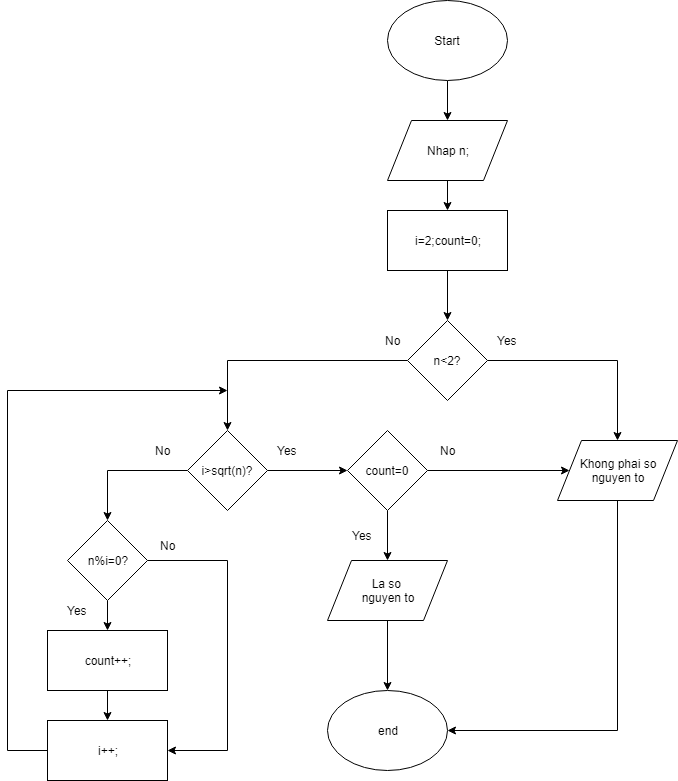 Start
Nhap n;
i=2;count=0;
No
Yes
n<2?
No
i>sqrt(n)?
Yes
count=0
No
Khong phai so
nguyen to
n%i=0?
No
Yes
Yes
La so
nguyen to
count++;
i++;
end